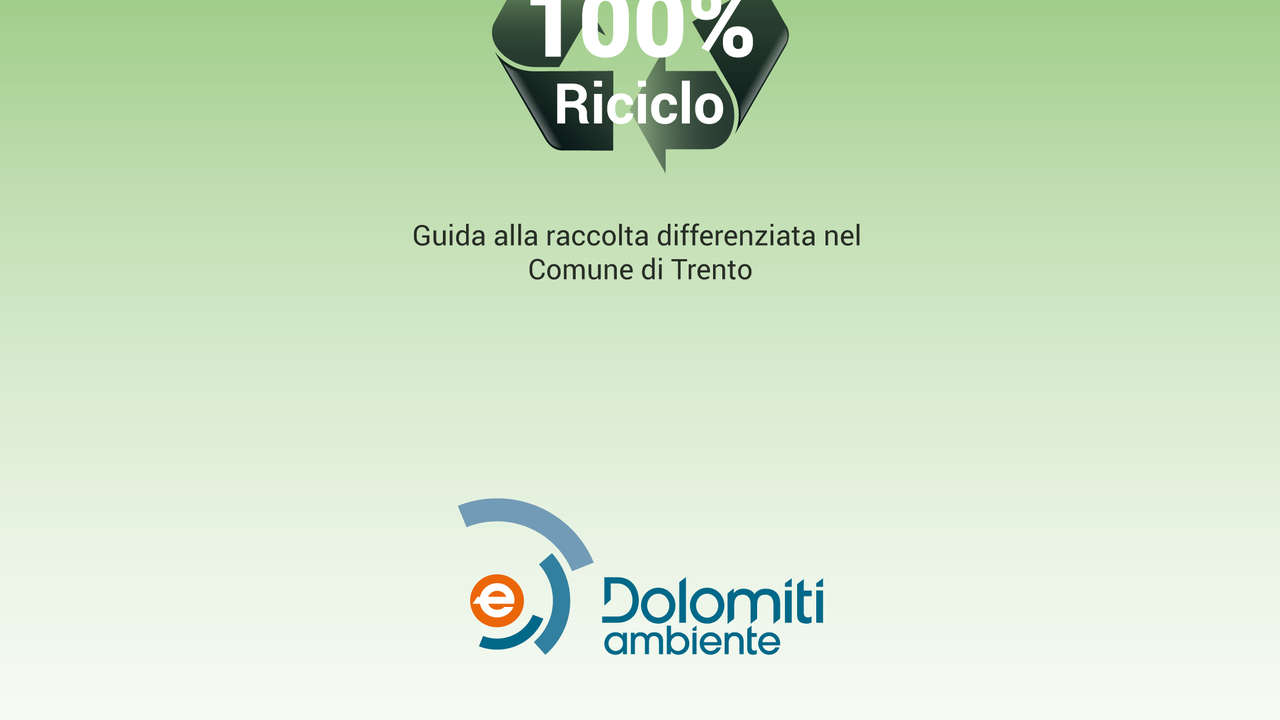 100%
Riciclo
Guida alla raccolta differenziata nel
Comune di Trento
e
Dolomiti
ambiente